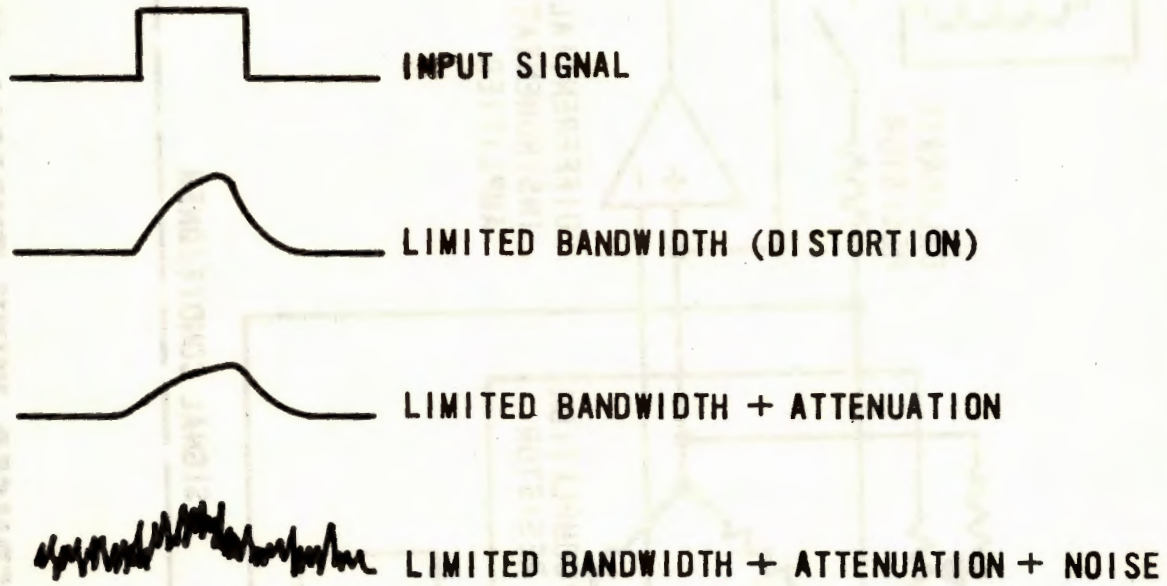 INPUT SIGNAL
LIMITED BANDWIDTH (DISTORTION)
LIMITED BANDWIDTH + ATTENUATION
LIMITED BANDWIDTH + ATTENUATION + NOISE